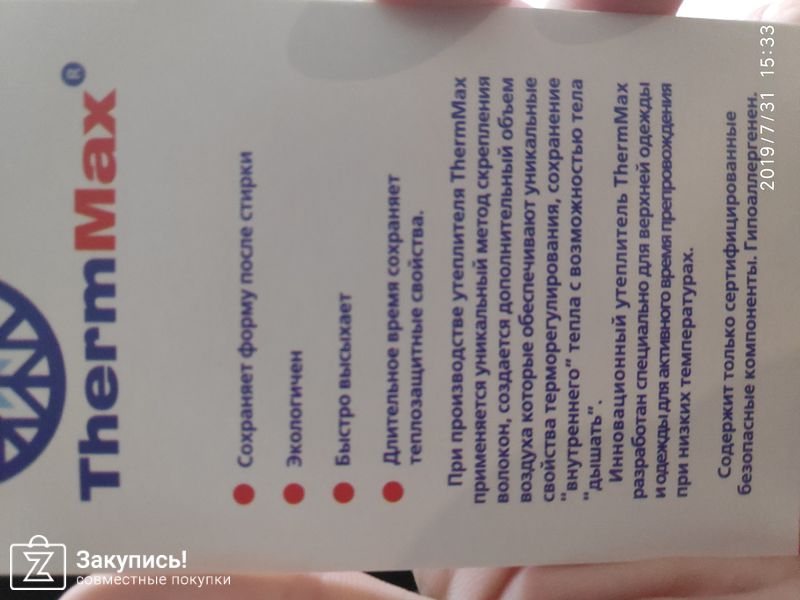 ThermMax®
Сохраняет форму после стирки
Экологичен
Быстро высыхает
Длительное время сохраняет
теплозащитные свойства.
При производстве утеплителя ThermMax
применяется уникальный метод скрепления
волокон, создается дополнительный объем
воздуха которые обеспечивают уникальные
свойства терморегулирования, сохранение
"внутреннего" тепла с возможностью тела
"дышать".
Инновационный утеплитель ThermMax
разработан специально для верхней одежды
и одежды для активного время препровождения
при низких температурах.
Содержит только сертифицированные
безопасные компоненты. Гипоаллергенен.
2019/7/31 15:33
Закупись!
совместные покупки